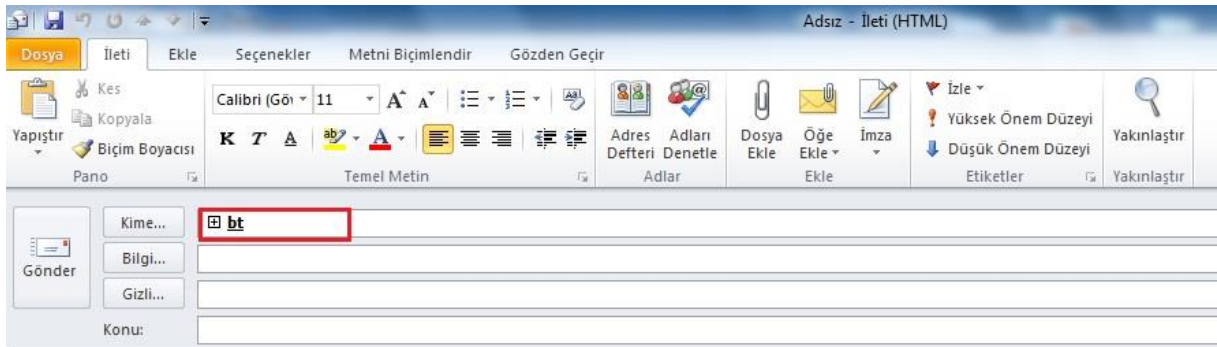 Adsız - İleti (HTML)
Dosya İleti Ekle Seçenekler Metni Biçimlendir Gözden Geçir
Yapıştır
Kes
Kopyala
Biçim Boyacısı
Pano
Calibri (Göv 11
K T A
Temel Metin
Adres Defteri
Adları Denetle
Adlar
Dosya Ekle
Öğe Ekle
İmza
Ekle
İzle
Yüksek Önem Düzeyi
Düşük Önem Düzeyi
Etiketler
Yakınlaştır
Yakınlaştır
Gönder
Kime... bt
Bilgi...
Gizli...
Konu: